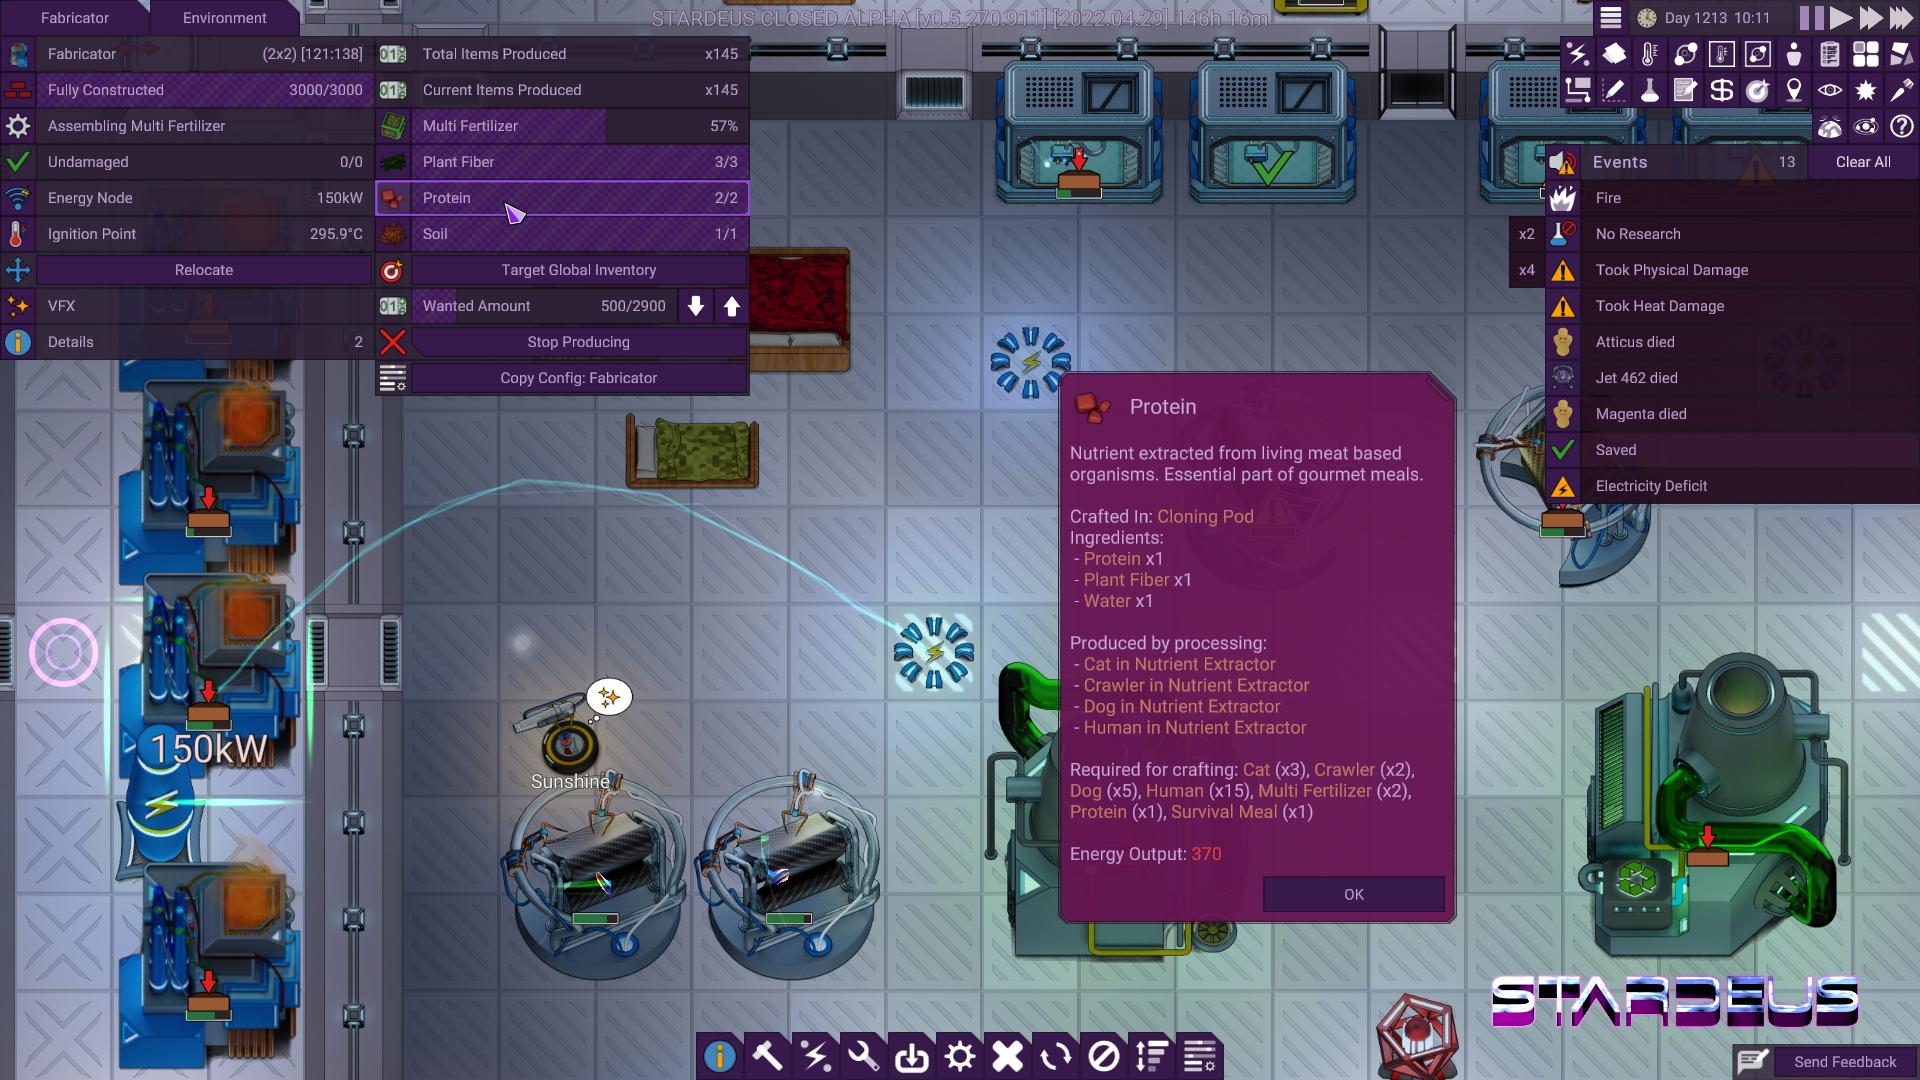 Fabricator
Environment
STARDEUS CLOSED ALPHA [v0.5.270.911] [2022.04.29] 146h 16m
Day 1213 10:11
Fabricator (2x2) [121:138]
Fully Constructed 3000/3000
Assembling Multi Fertilizer
Undamaged 0/0
Energy Node 150kW
Ignition Point 295.9°C
Relocate
VFX
Details 2
Total Items Produced x145
Current Items Produced x145
Multi Fertilizer 57%
Plant Fiber 3/3
Protein 2/2
Soil 1/1
Target Global Inventory
Wanted Amount 500/2900
Stop Producing
Copy Config: Fabricator
Events 13 Clear All
Fire
x2 No Research
x4 Took Physical Damage
Took Heat Damage
Atticus died
Jet 462 died
Magenta died
Saved
Electricity Deficit
Protein
Nutrient extracted from living meat based
organisms. Essential part of gourmet meals.
Crafted In: Cloning Pod
Ingredients:
- Protein x1
- Plant Fiber x1
- Water x1
Produced by processing:
- Cat in Nutrient Extractor
- Crawler in Nutrient Extractor
- Dog in Nutrient Extractor
- Human in Nutrient Extractor
Required for crafting: Cat (x3), Crawler (x2),
Dog (x5), Human (x15), Multi Fertilizer (x2),
Protein (x1), Survival Meal (x1)
Energy Output: 370
OK
150kW
Sunshine
STARDEUS
Send Feedback